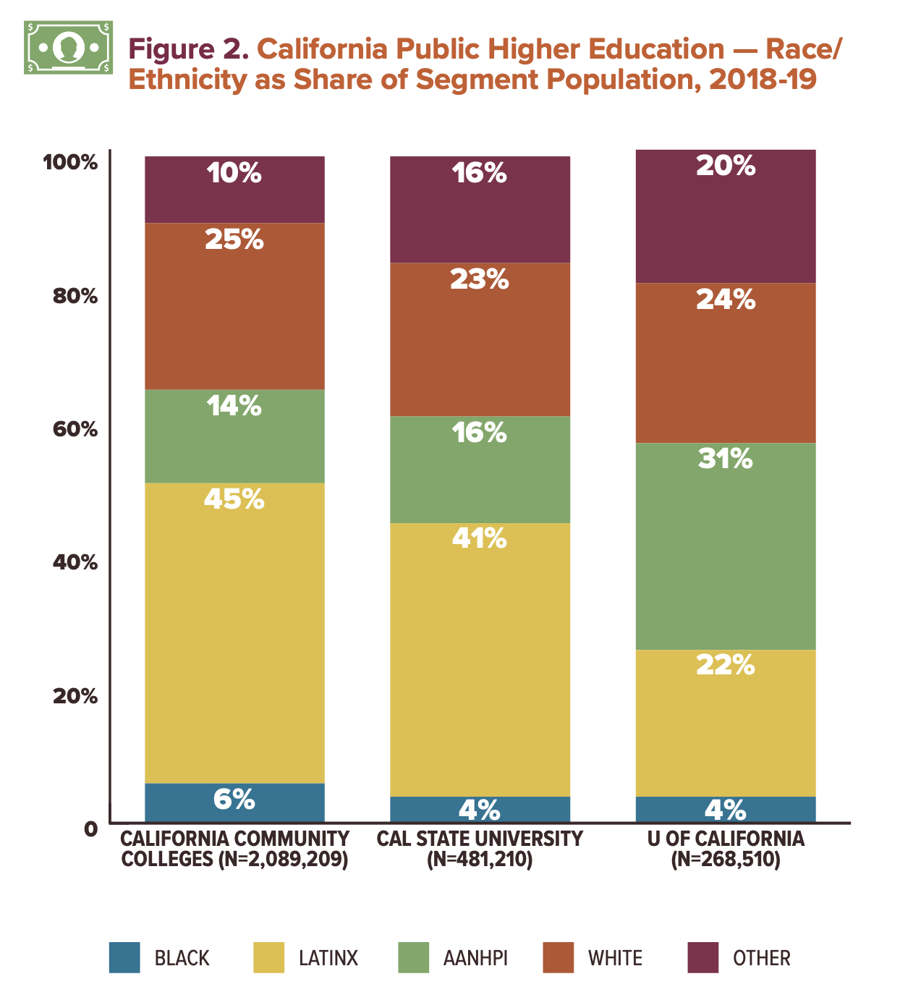 $ $
$ $
Figure 2. California Public Higher Education — Race/
Ethnicity as Share of Segment Population, 2018-19
100%
80%
60%
40%
20%
0
10%
25%
14%
45%
6%
16%
23%
16%
41%
4%
20%
24%
31%
22%
4%
CALIFORNIA COMMUNITY
COLLEGES (N=2,089,209)
CAL STATE UNIVERSITY
(N=481,210)
U OF CALIFORNIA
(N=268,510)
BLACK
LATINX
AANHPI
WHITE
OTHER